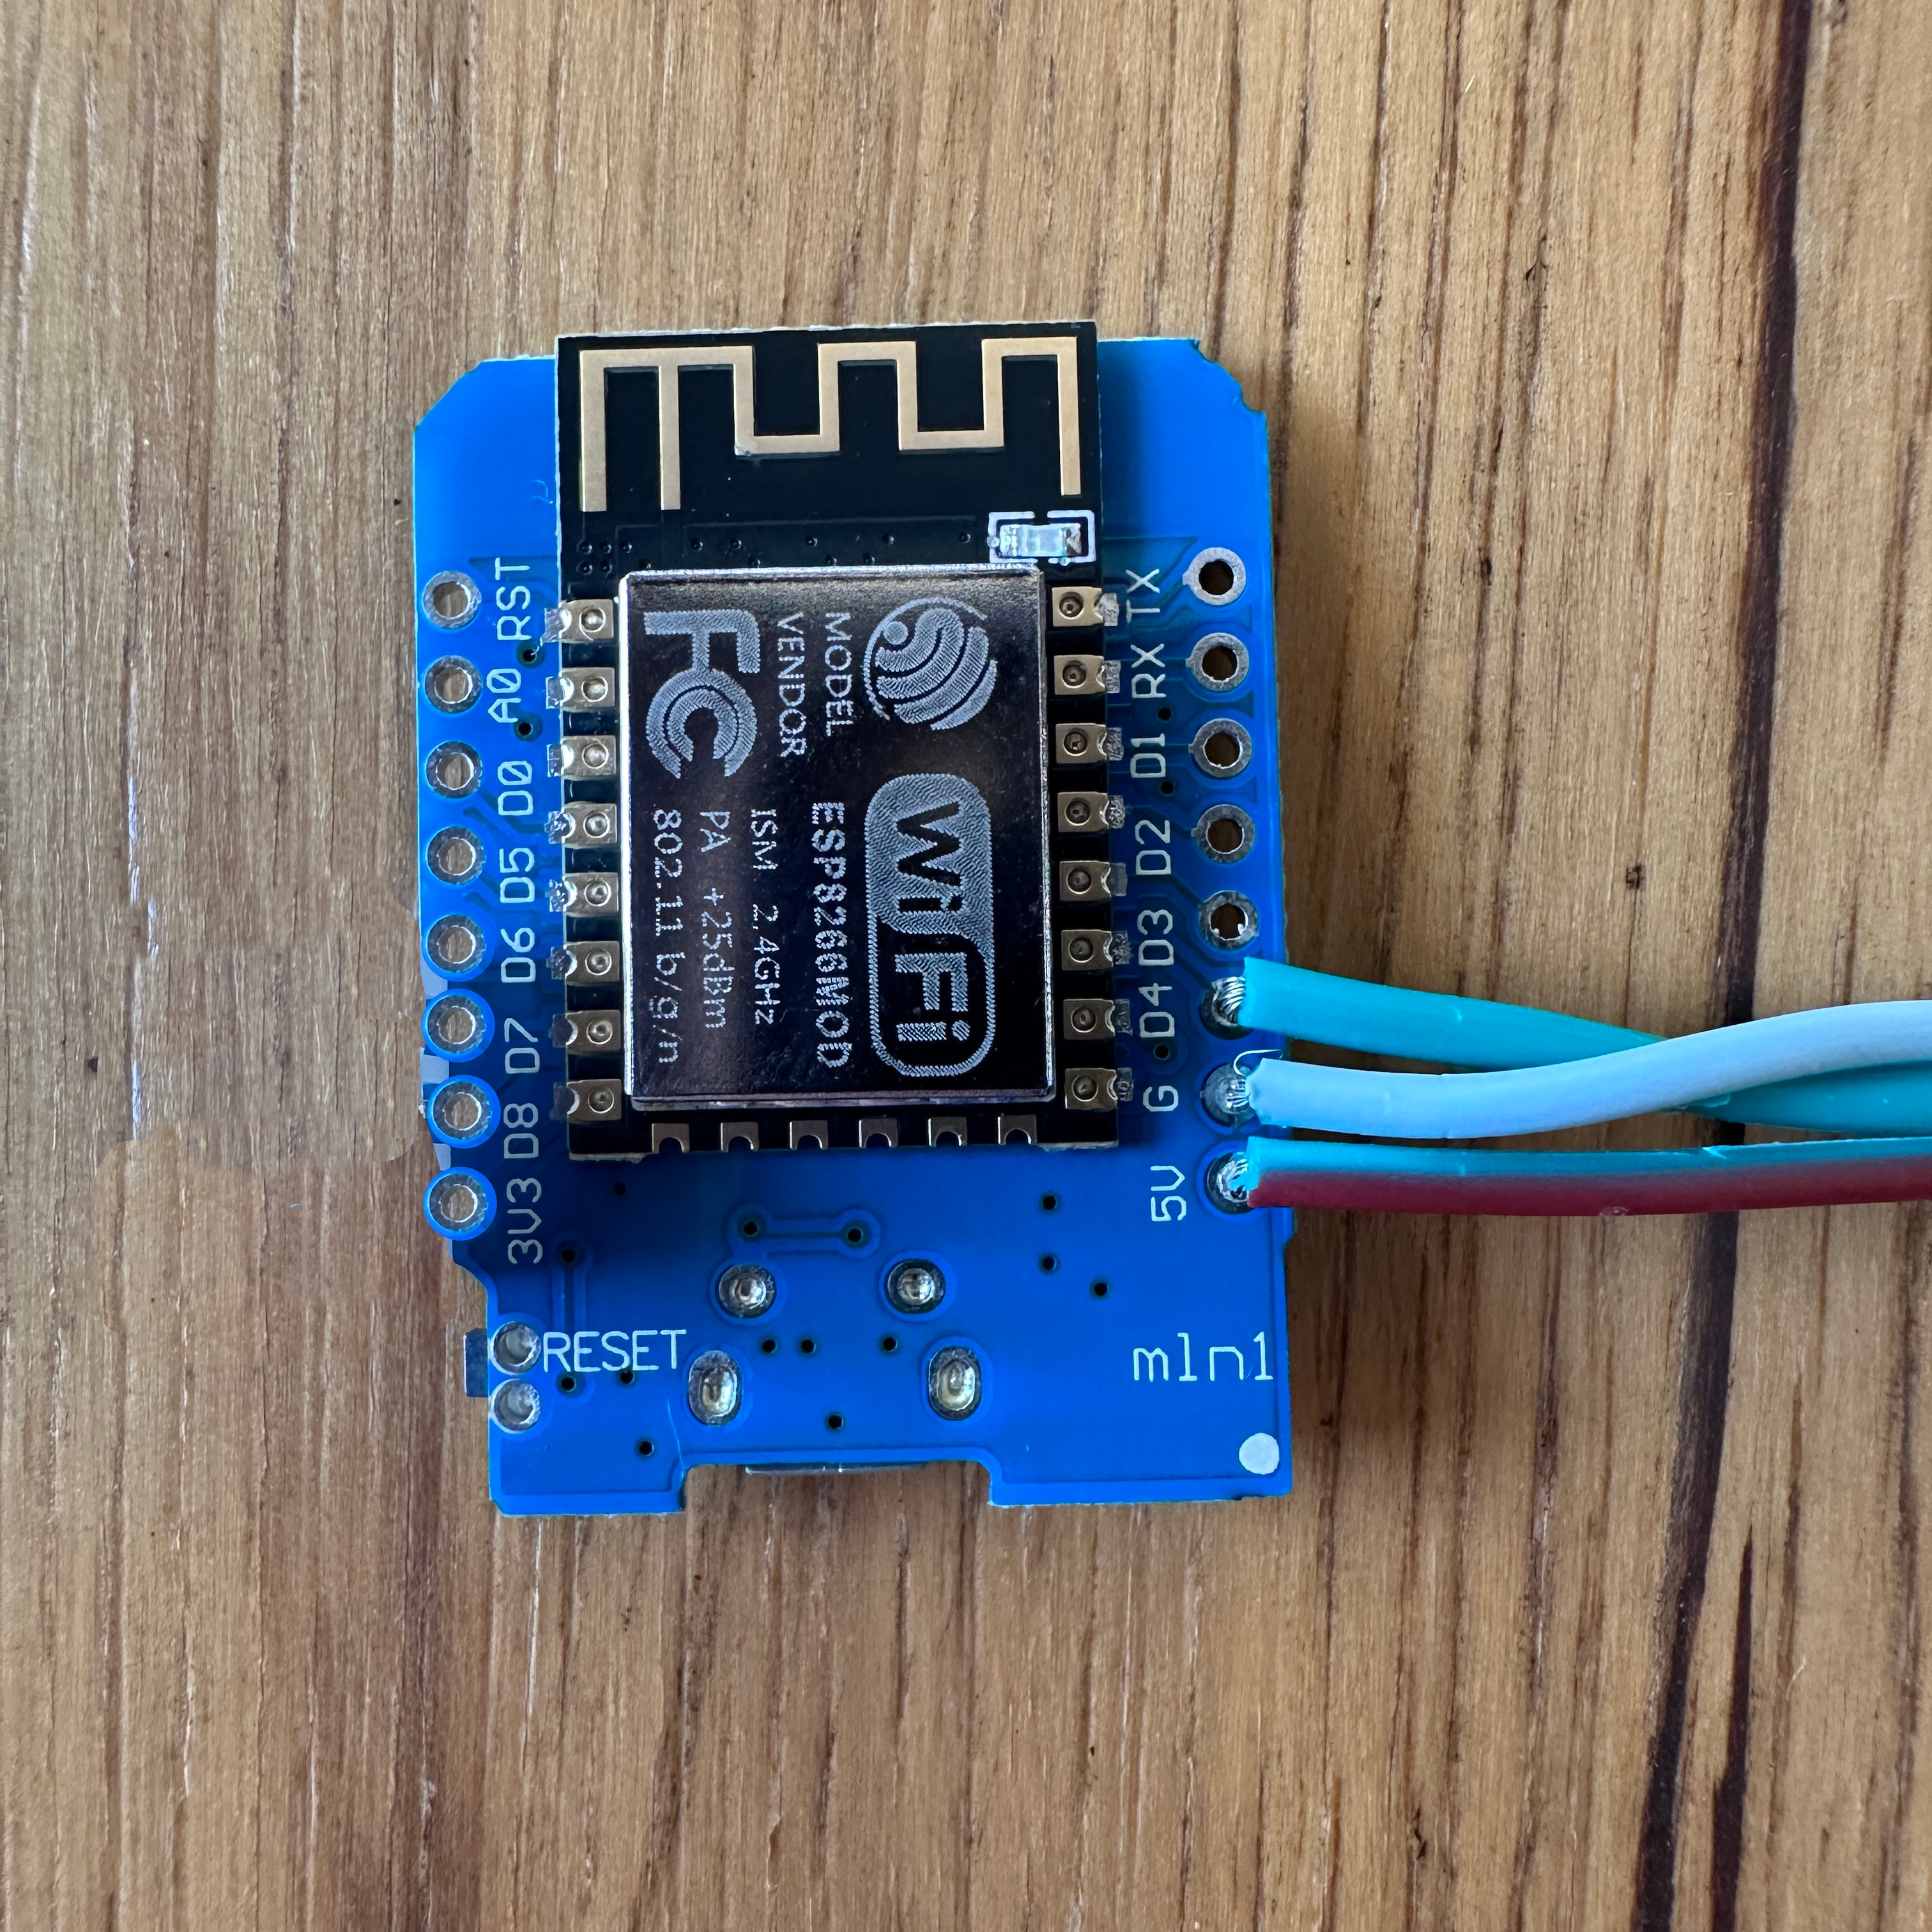 RST
A0
D0
D5
D6
D7
D8
3V3
TX
RX
D1
D2
D3
D4
G
5V
FC
VENDOR
MODEL
WiFi
ESP8266MOD
ISM 2.4GHz
PA +25dBm
802.11 b/g/n
RESET
m1n1